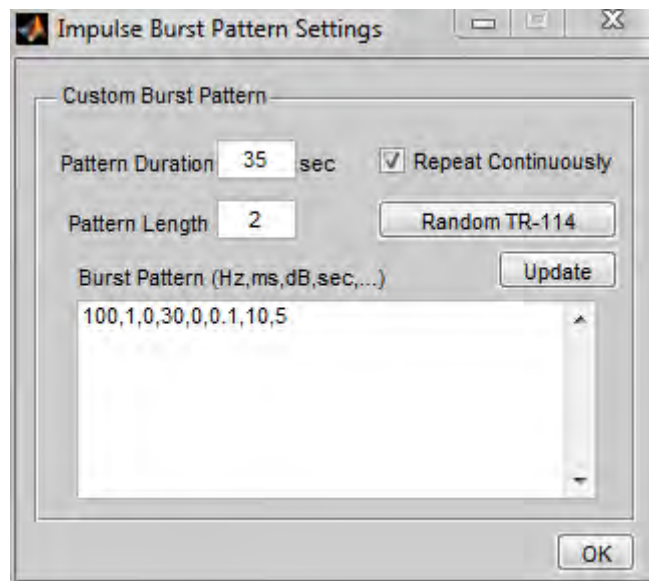 Impulse Burst Pattern Settings
Custom Burst Pattern
Pattern Duration 35 sec Repeat Continuously
Pattern Length 2 Random TR-114
Burst Pattern (Hz,ms,dB,sec,...) Update
100,1,0,30,0,0.1,10,5
OK